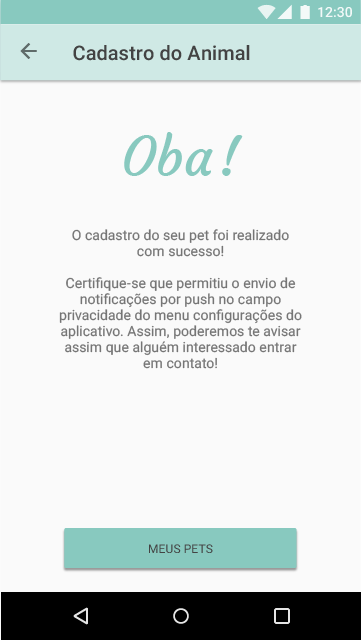 12:30
Cadastro do Animal
Oba!
O cadastro do seu pet foi realizado
com sucesso!
Certifique-se que permitiu o envio de
notificações por push no campo
privacidade do menu configurações do
aplicativo. Assim, poderemos te avisar
assim que alguém interessado entrar
em contato!
MEUS PETS